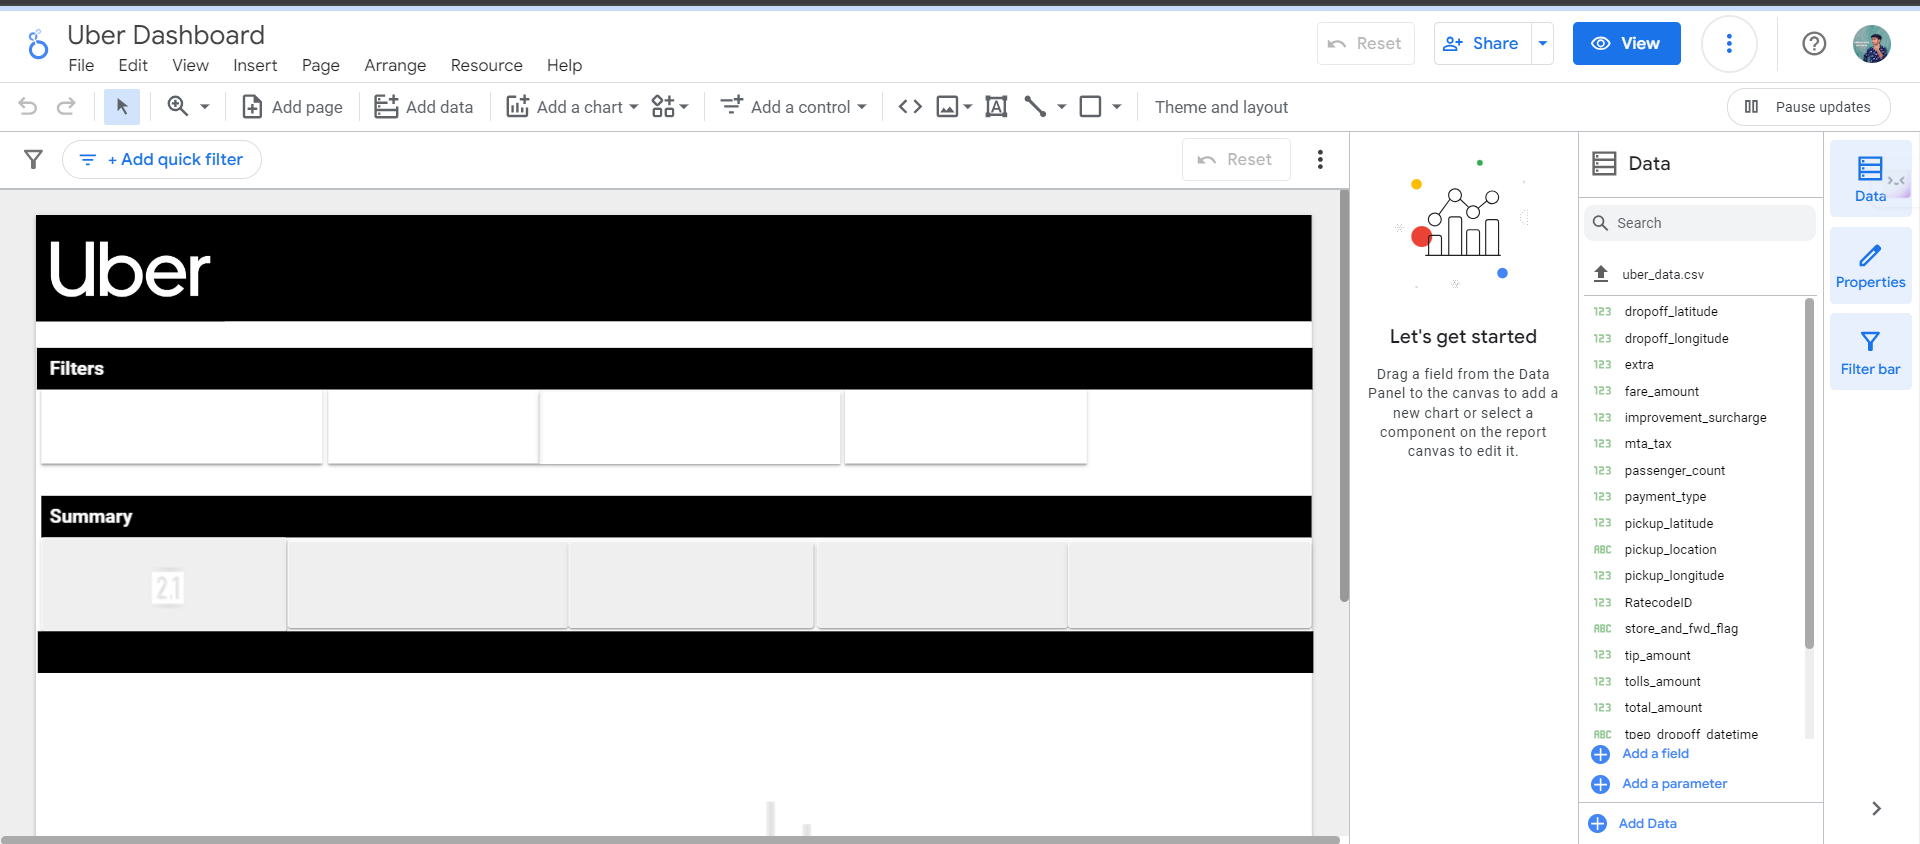 Uber Dashboard
File Edit View Insert Page Arrange Resource Help
Reset
Share
View
Add page
Add data
Add a chart
Add a control
Theme and layout
Pause updates
+ Add quick filter
Reset
Uber
Filters
Summary
2.1
Let's get started
Drag a field from the Data
Panel to the canvas to add a
new chart or select a
component on the report
canvas to edit it.
Data
Search
uber_data.csv
123 dropoff_latitude
123 dropoff_longitude
123 extra
123 fare_amount
123 improvement_surcharge
123 mta_tax
123 passenger_count
123 payment_type
123 pickup_latitude
ABC pickup_location
123 pickup_longitude
123 RatecodeID
ABC store_and_fwd_flag
123 tip_amount
123 tolls_amount
123 total_amount
ABC tpep_dropoff_datetime
Add a field
Add a parameter
Add Data
Data
Properties
Filter bar